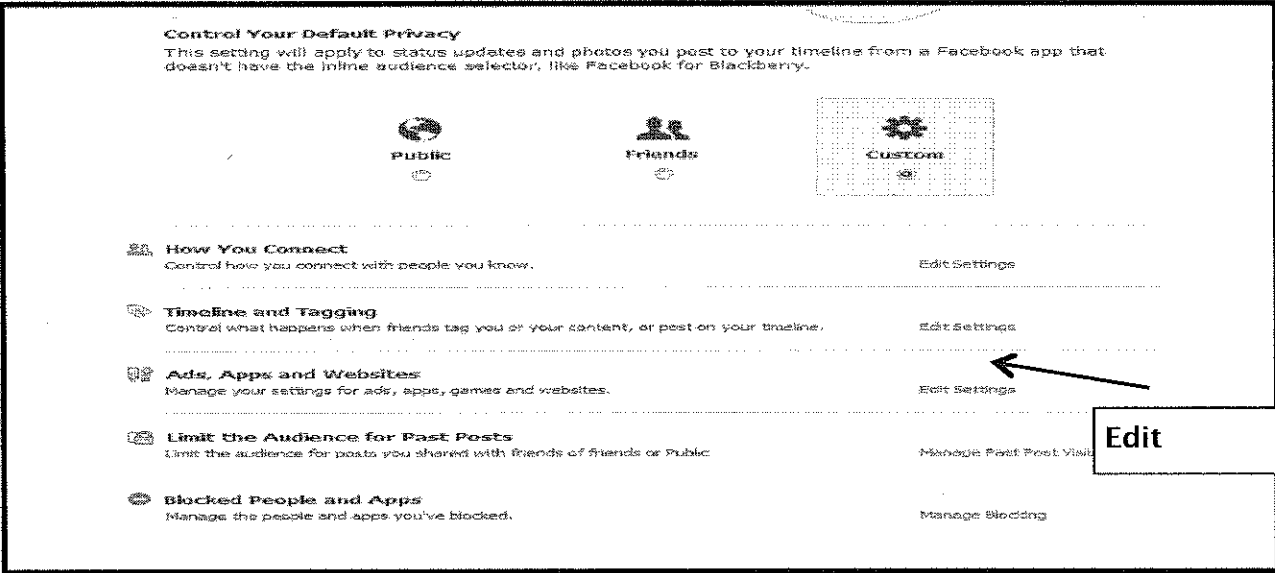 Control Your Default Privacy
This setting will apply to status updates and photos you post to your timeline from a Facebook app that
doesn't have the inline audience selector, like Facebook for Blackberry.
Public Friends Custom
How You Connect
Control how you connect with people you know. Edit Settings
Timeline and Tagging
Control what happens when friends tag you or your content, or post on your timeline. Edit Settings
Ads, Apps and Websites
Manage your settings for ads, apps, games and websites. Edit Settings
Edit
Limit the Audience for Past Posts
Limit the audience for posts you shared with friends of friends or Public Manage Past Post
Blocked People and Apps
Manage the people and apps you've blocked. Manage Blocking